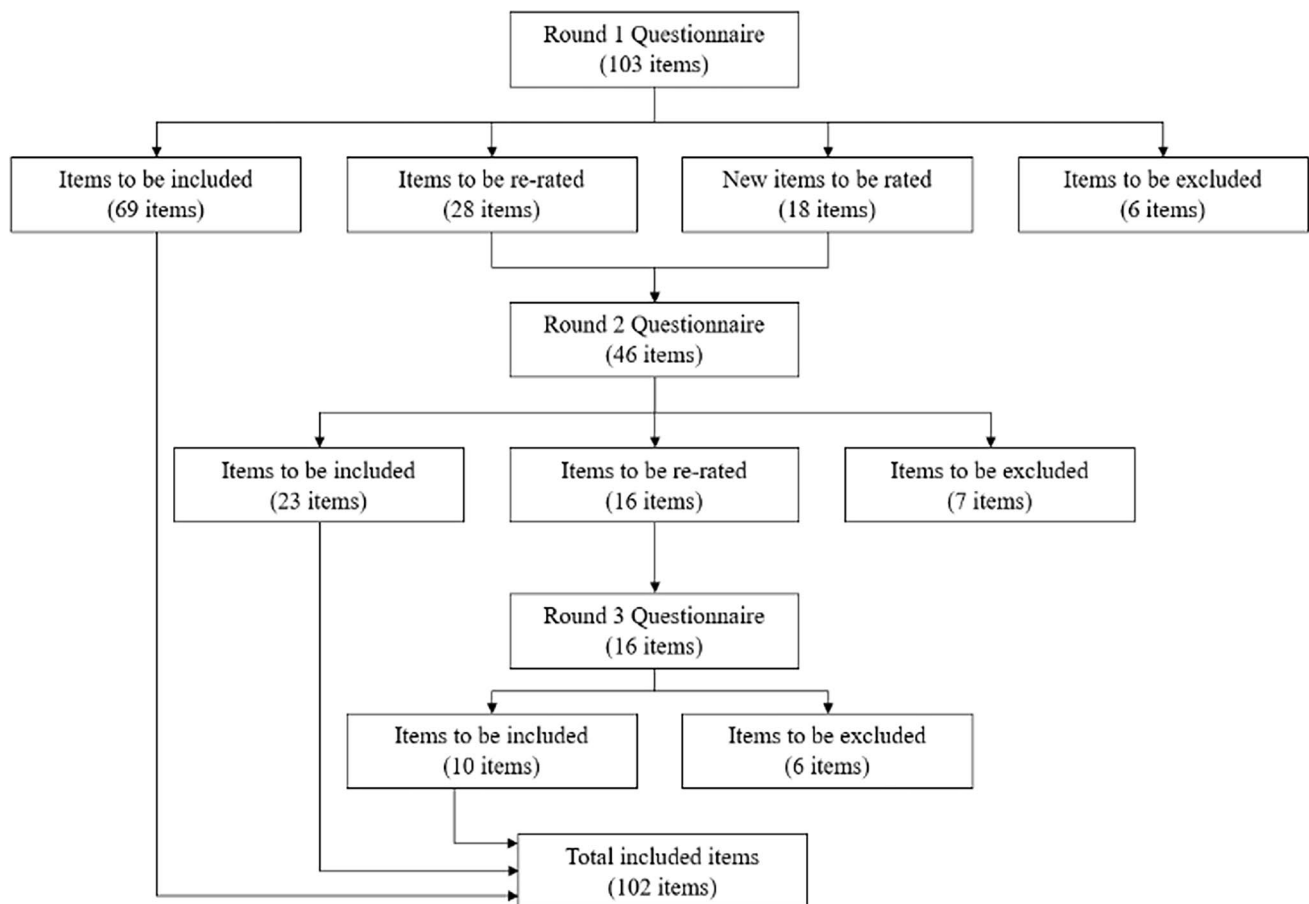 Round 1 Questionnaire
(103 items)
Items to be included
(69 items)
Items to be re-rated
(28 items)
New items to be rated
(18 items)
Items to be excluded
(6 items)
Round 2 Questionnaire
(46 items)
Items to be included
(23 items)
Items to be re-rated
(16 items)
Items to be excluded
(7 items)
Round 3 Questionnaire
(16 items)
Items to be included
(10 items)
Items to be excluded
(6 items)
Total included items
(102 items)